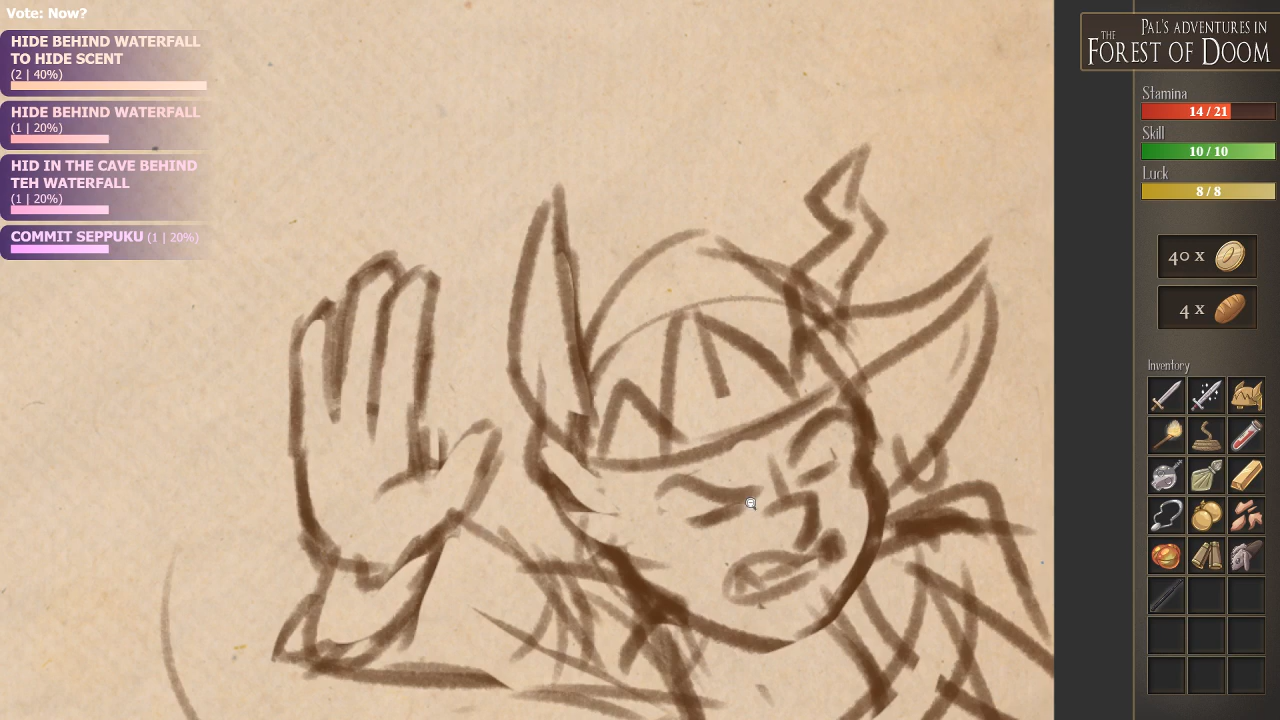 Vote: Now?
HIDE BEHIND WATERFALL
TO HIDE SCENT
(2 | 40%)
HIDE BEHIND WATERFALL
(1 | 20%)
HID IN THE CAVE BEHIND
TEH WATERFALL
(1 | 20%)
COMMIT SEPPUKU (1 | 20%)
PAL'S ADVENTURES IN
THE FOREST OF DOOM
Stamina
14 / 21
Skill
10 / 10
Luck
8 / 8
40 x
4 x
Inventory